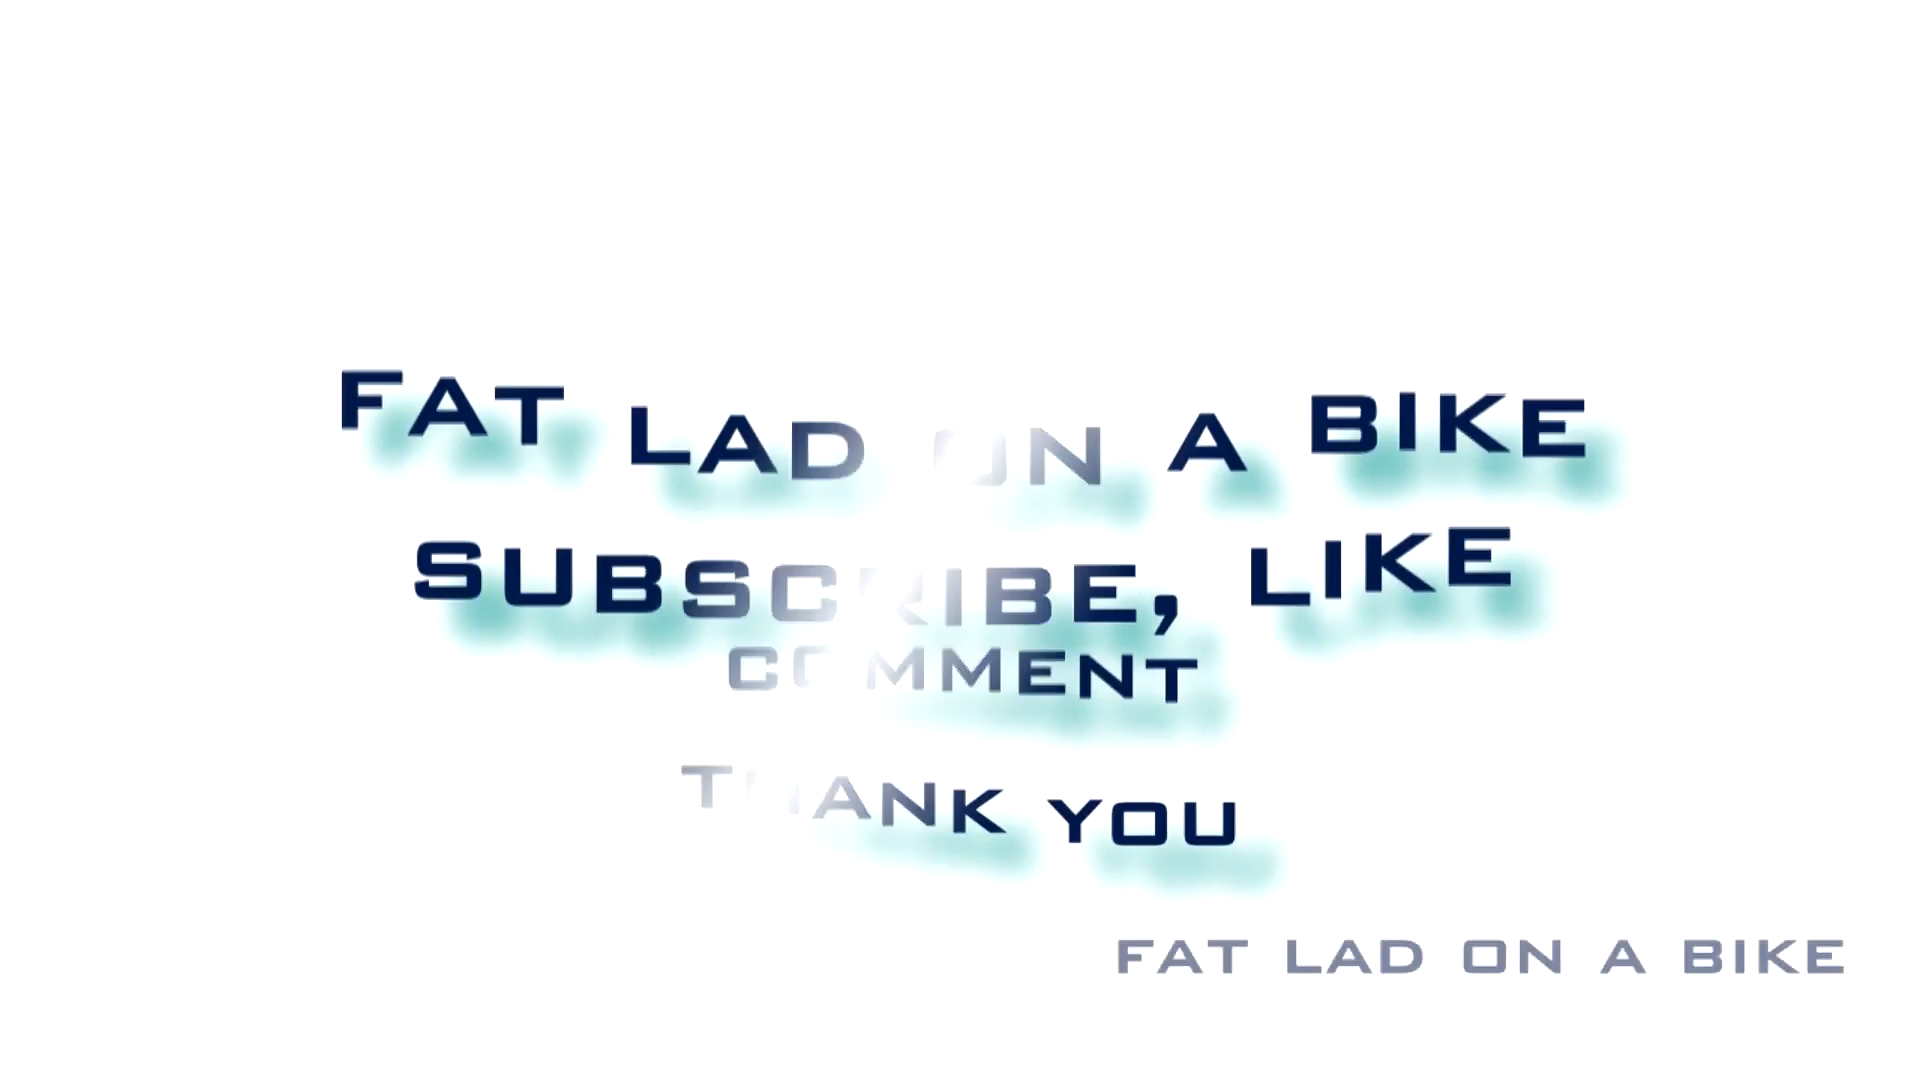 FAT LAD ON A BIKE
SUBSCRIBE, LIKE
COMMENT
THANK YOU
FAT LAD ON A BIKE